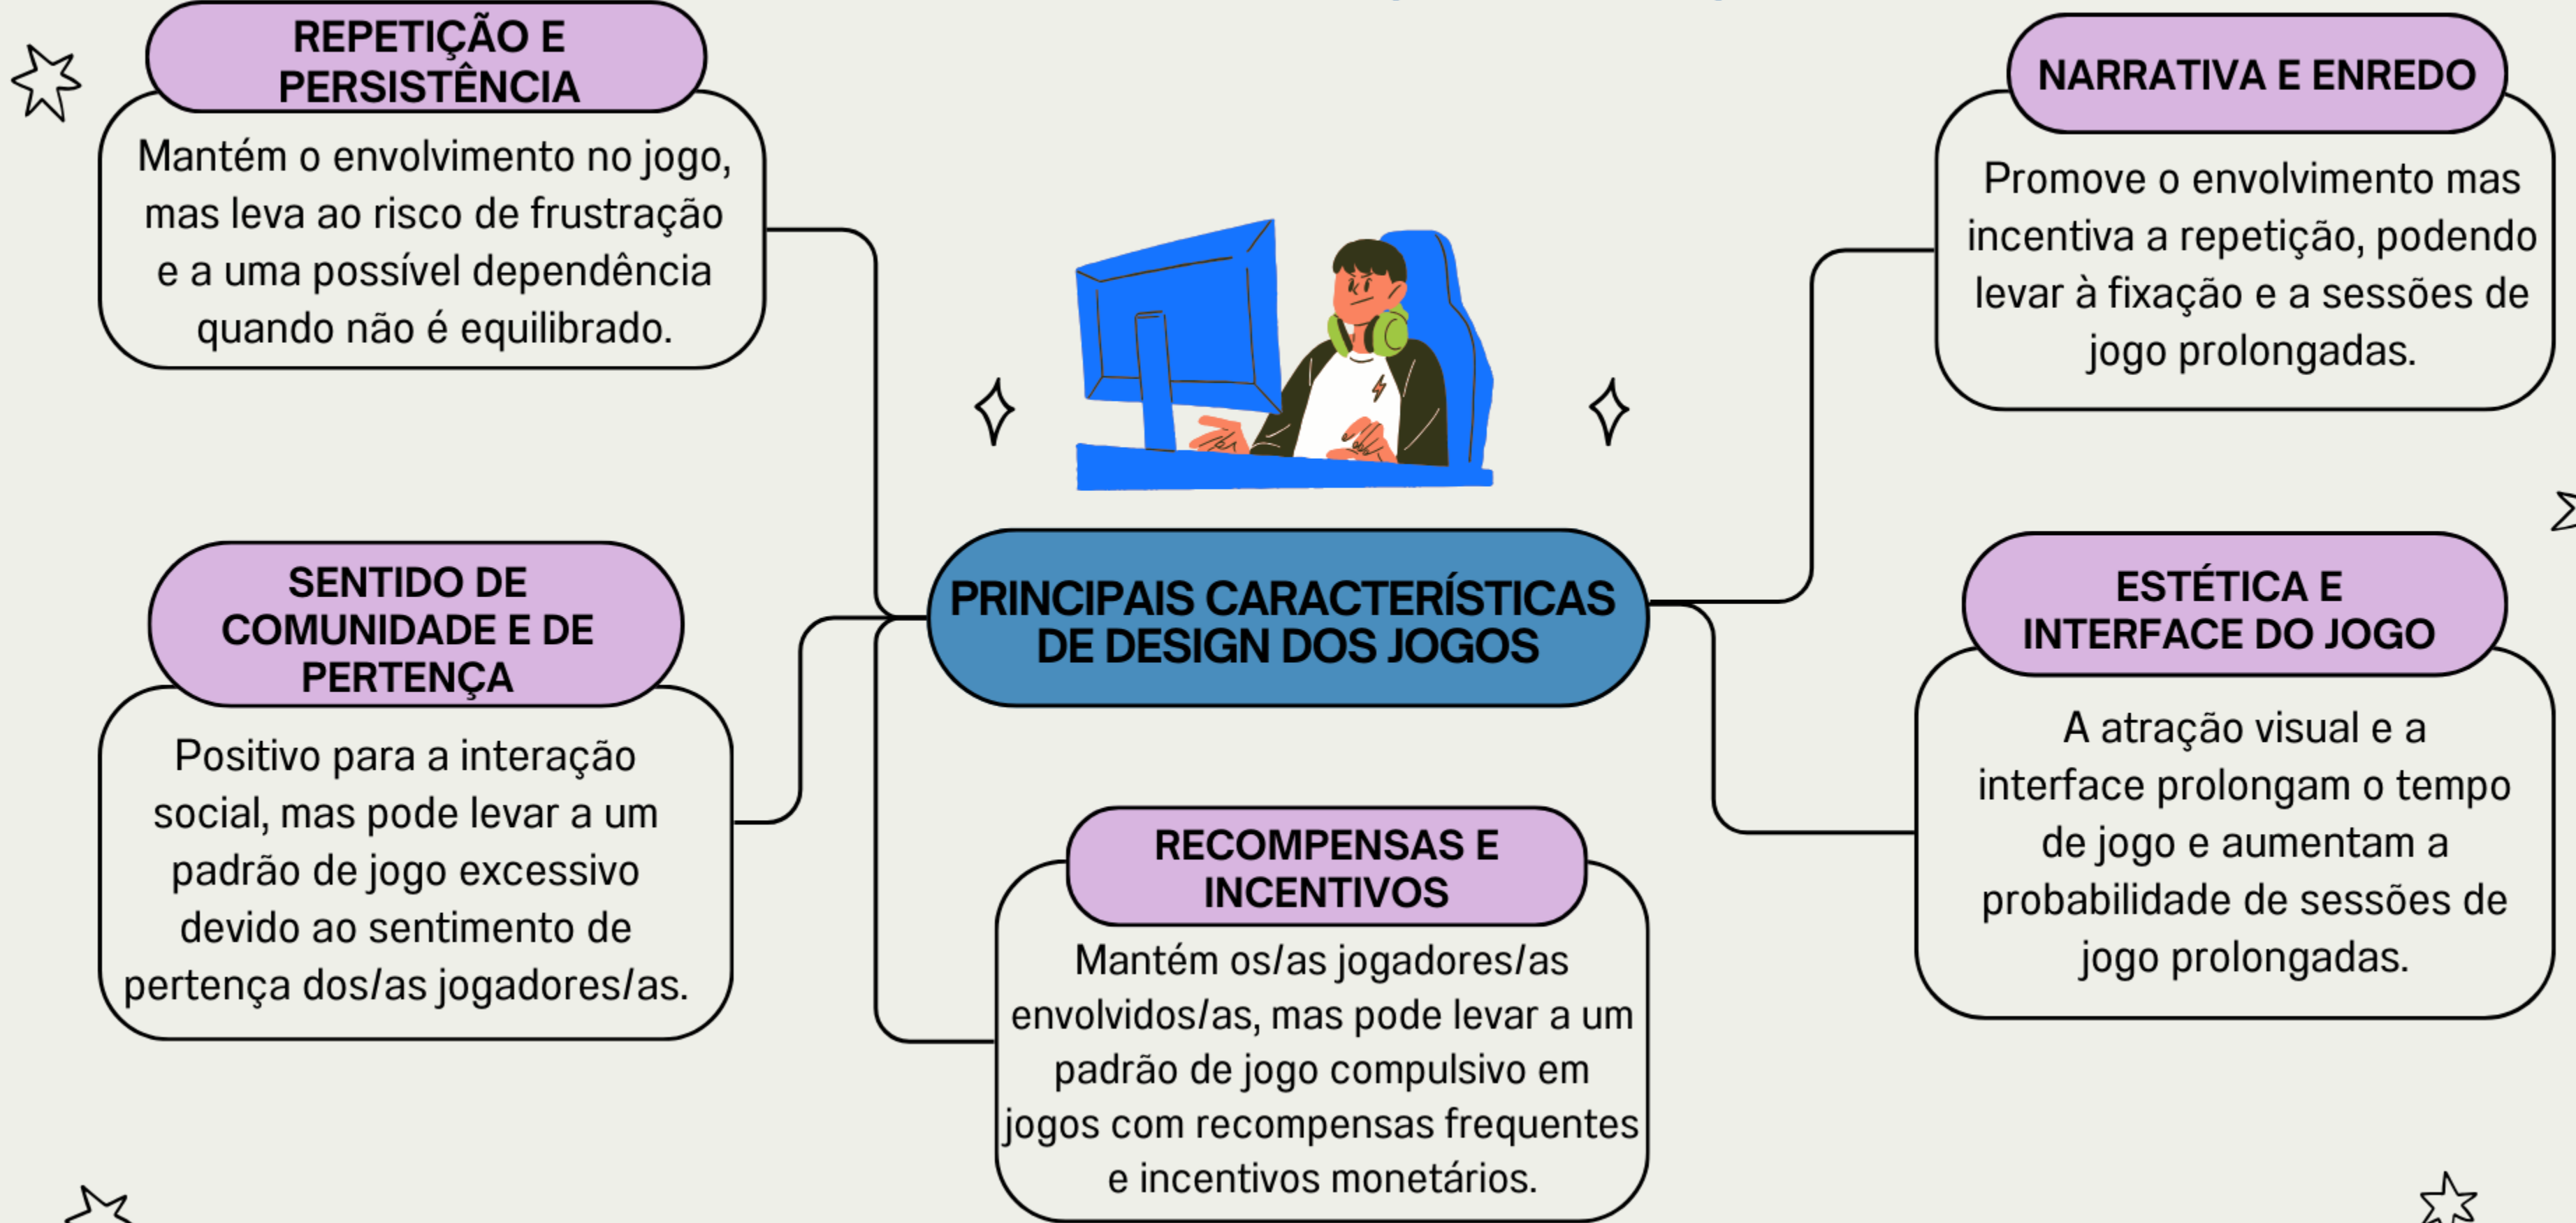 REPETIÇÃO E
PERSISTÊNCIA
Mantém o envolvimento no jogo,
mas leva ao risco de frustração
e a uma possível dependência
quando não é equilibrado.
NARRATIVA E ENREDO
Promove o envolvimento mas
incentiva a repetição, podendo
levar à fixação e a sessões de
jogo prolongadas.
PRINCIPAIS CARACTERÍSTICAS
DE DESIGN DOS JOGOS
SENTIDO DE
COMUNIDADE E DE
PERTENÇA
Positivo para a interação
social, mas pode levar a um
padrão de jogo excessivo
devido ao sentimento de
pertença dos/as jogadores/as.
ESTÉTICA E
INTERFACE DO JOGO
A atração visual e a
interface prolongam o tempo
de jogo e aumentam a
probabilidade de sessões de
jogo prolongadas.
RECOMPENSAS E
INCENTIVOS
Mantém os/as jogadores/as
envolvidos/as, mas pode levar a um
padrão de jogo compulsivo em
jogos com recompensas frequentes
e incentivos monetários.